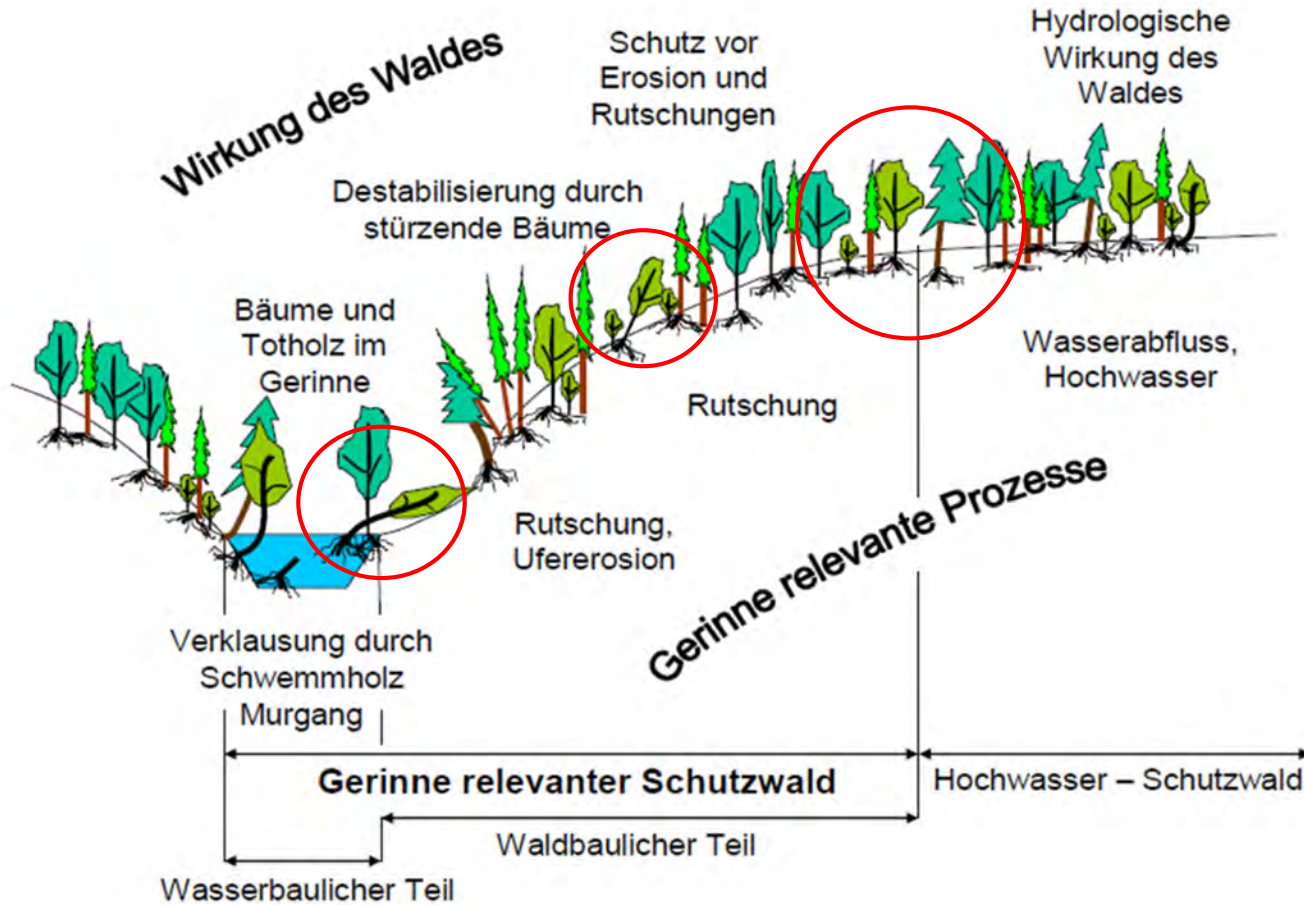 Wirkung des Waldes
Schutz vor
Erosion und
Rutschungen
Hydrologische
Wirkung des
Waldes
Destabilisierung durch
stürzende Bäume
Bäume und
Totholz im
Gerinne
Wasserabfluss,
Hochwasser
Rutschung
Rutschung,
Ufererosion
Gerinne relevante Prozesse
Verklausung durch
Schwemmholz
Murgang
Gerinne relevanter Schutzwald
Hochwasser – Schutzwald
Waldbaulicher Teil
Wasserbaulicher Teil